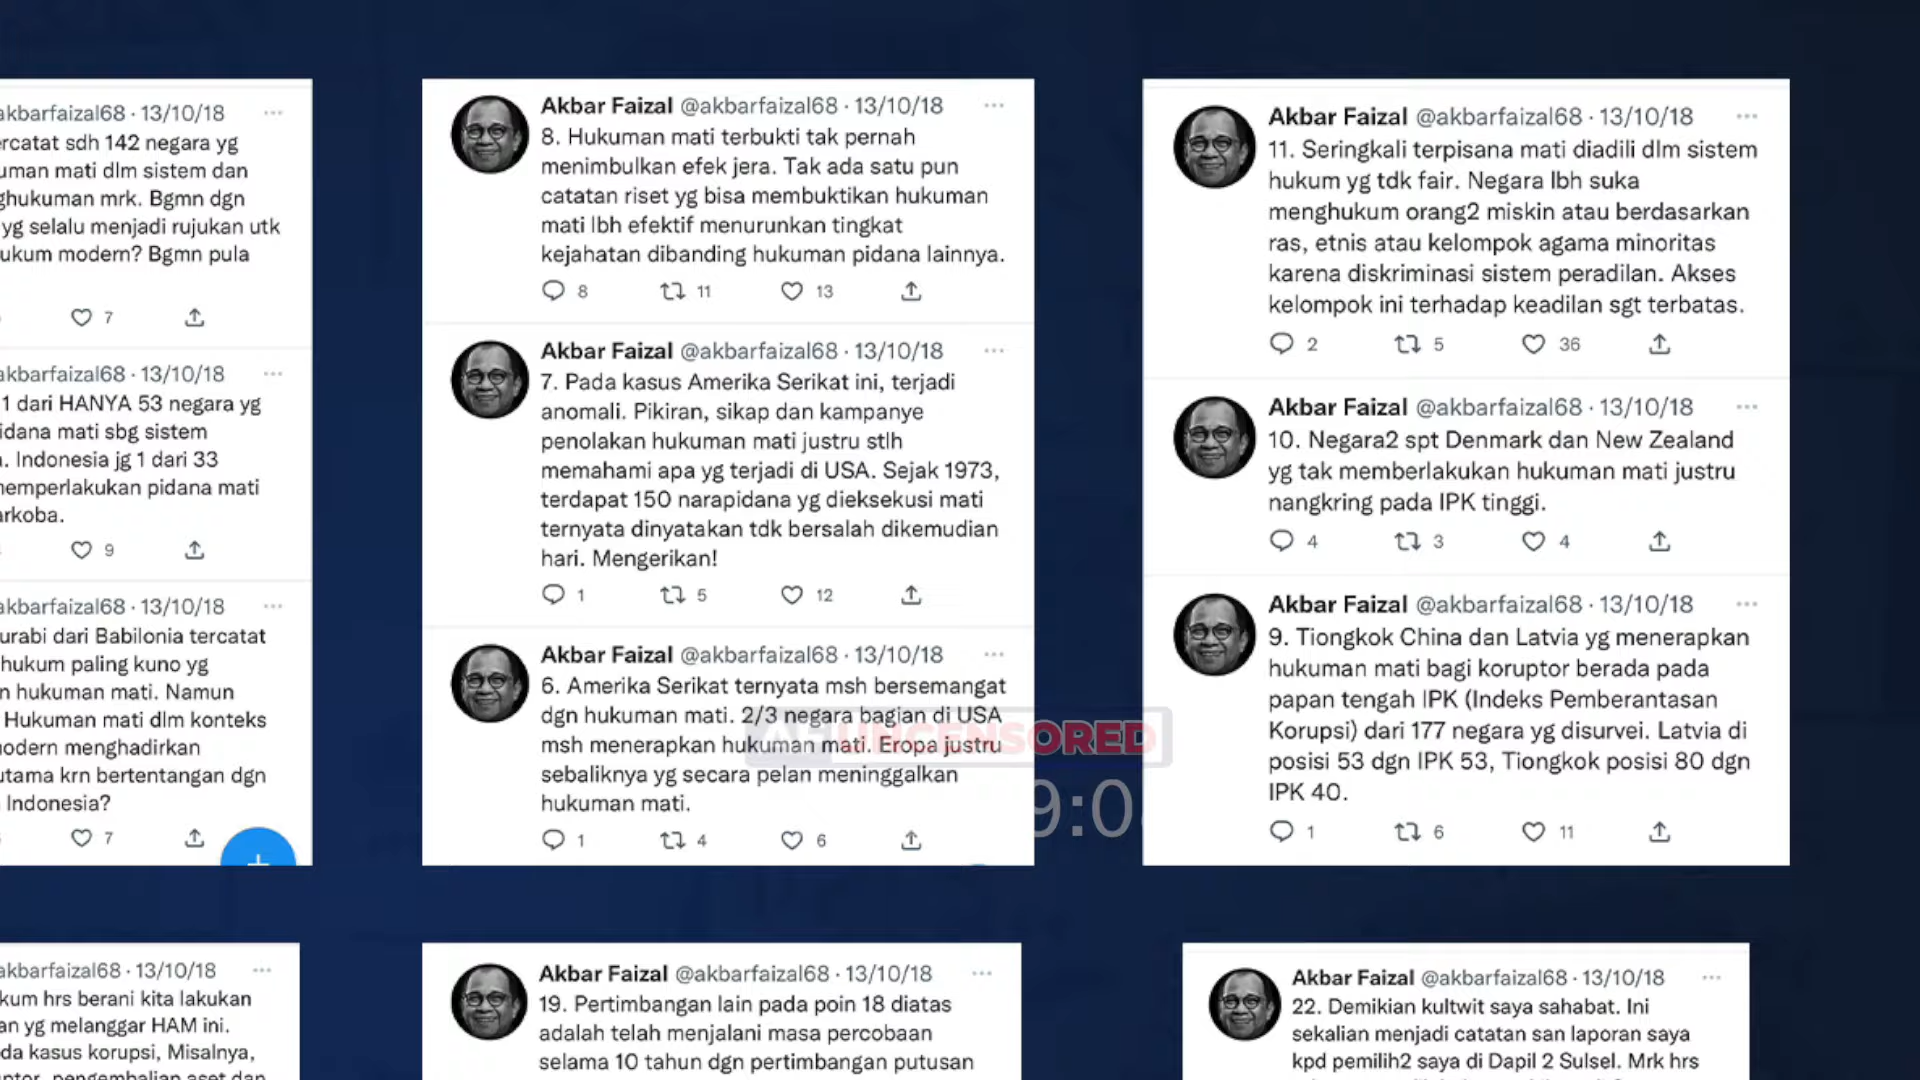 akbarfaizal68 · 13/10/18
ercatat sdh 142 negara yg
uman mati dlm sistem dan
ghukuman mrk. Bgmn dgn
yg selalu menjadi rujukan utk
ukum modern? Bgmn pula
7
akbarfaizal68 · 13/10/18
1 dari HANYA 53 negara yg
idana mati sbg sistem
a. Indonesia jg 1 dari 33
memperlakukan pidana mati
arkoba.
9
akbarfaizal68 · 13/10/18
urabi dari Babilonia tercatat
hukum paling kuno yg
n hukuman mati. Namun
Hukuman mati dlm konteks
modern menghadirkan
utama krn bertentangan dgn
Indonesia?
7
Akbar Faizal @akbarfaizal68 · 13/10/18
8. Hukuman mati terbukti tak pernah
menimbulkan efek jera. Tak ada satu pun
catatan riset yg bisa membuktikan hukuman
mati lbh efektif menurunkan tingkat
kejahatan dibanding hukuman pidana lainnya.
8 11 13
Akbar Faizal @akbarfaizal68 · 13/10/18
7. Pada kasus Amerika Serikat ini, terjadi
anomali. Pikiran, sikap dan kampanye
penolakan hukuman mati justru stlh
memahami apa yg terjadi di USA. Sejak 1973,
terdapat 150 narapidana yg dieksekusi mati
ternyata dinyatakan tdk bersalah dikemudian
hari. Mengerikan!
1 5 12
Akbar Faizal @akbarfaizal68 · 13/10/18
6. Amerika Serikat ternyata msh bersemangat
dgn hukuman mati. 2/3 negara bagian di USA
msh menerapkan hukuman mati. Eropa justru
sebaliknya yg secara pelan meninggalkan
hukuman mati.
1 4 6
Akbar Faizal @akbarfaizal68 · 13/10/18
11. Seringkali terpisana mati diadili dlm sistem
hukum yg tdk fair. Negara lbh suka
menghukum orang2 miskin atau berdasarkan
ras, etnis atau kelompok agama minoritas
karena diskriminasi sistem peradilan. Akses
kelompok ini terhadap keadilan sgt terbatas.
2 5 36
Akbar Faizal @akbarfaizal68 · 13/10/18
10. Negara2 spt Denmark dan New Zealand
yg tak memberlakukan hukuman mati justru
nangkring pada IPK tinggi.
4 3 4
Akbar Faizal @akbarfaizal68 · 13/10/18
9. Tiongkok China dan Latvia yg menerapkan
hukuman mati bagi koruptor berada pada
papan tengah IPK (Indeks Pemberantasan
Korupsi) dari 177 negara yg disurvei. Latvia di
posisi 53 dgn IPK 53, Tiongkok posisi 80 dgn
IPK 40.
1 6 11
AF UNCENSORED
9:0
akbarfaizal68 · 13/10/18
kum hrs berani kita lakukan
an yg melanggar HAM ini.
da kasus korupsi, Misalnya,
uptor, pengembalian aset dan
Akbar Faizal @akbarfaizal68 · 13/10/18
19. Pertimbangan lain pada poin 18 diatas
adalah telah menjalani masa percobaan
selama 10 tahun dgn pertimbangan putusan
Akbar Faizal @akbarfaizal68 · 13/10/18
22. Demikian kultwit saya sahabat. Ini
sekalian menjadi catatan san laporan saya
kpd pemilih2 saya di Dapil 2 Sulsel. Mrk hrs